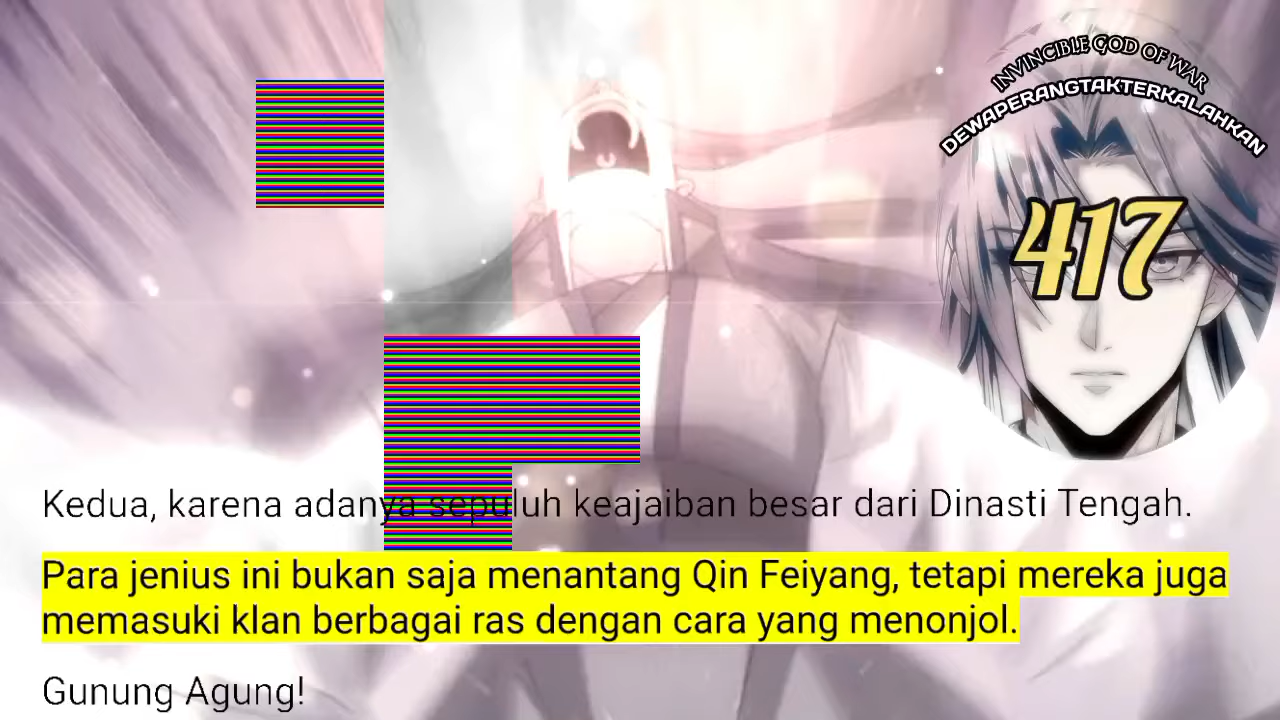 INVINCIBLE GOD OF WAR
DEWAPERANGTAKTERKALAHKAN
417
Kedua, karena adanya sepuluh keajaiban besar dari Dinasti Tengah.
Para jenius ini bukan saja menantang Qin Feiyang, tetapi mereka juga
memasuki klan berbagai ras dengan cara yang menonjol.
Gunung Agung!